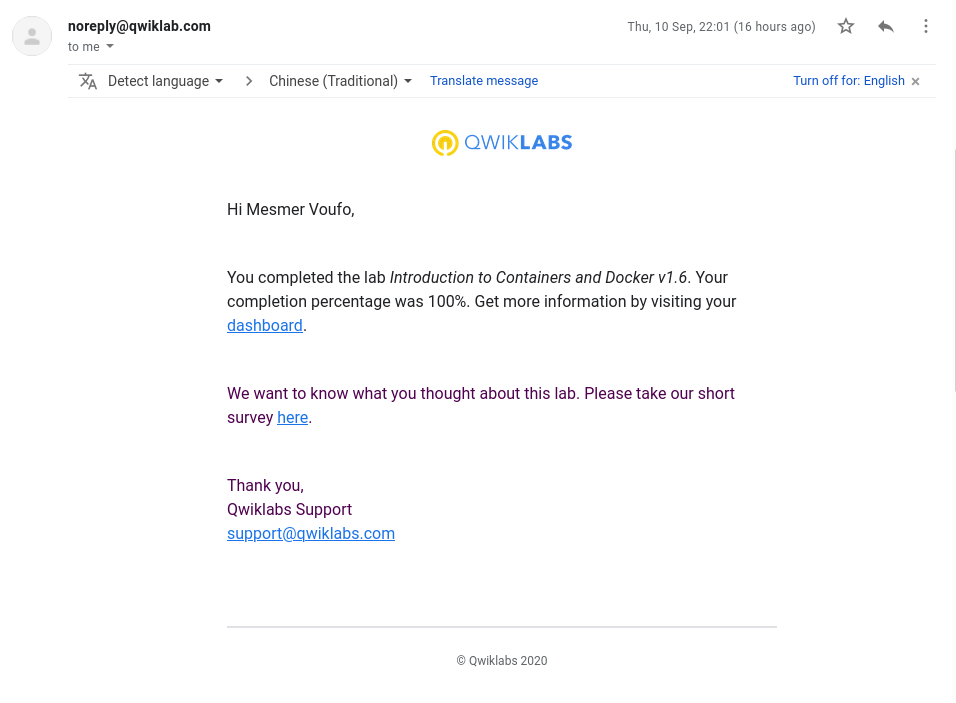 noreply@qwiklab.com
Thu, 10 Sep, 22:01 (16 hours ago)
to me
Detect language
Chinese (Traditional)
Translate message
Turn off for: English
QWIKLABS
Hi Mesmer Voufo,
You completed the lab Introduction to Containers and Docker v1.6. Your
completion percentage was 100%. Get more information by visiting your
dashboard.
We want to know what you thought about this lab. Please take our short
survey here.
Thank you,
Qwiklabs Support
support@qwiklabs.com
© Qwiklabs 2020